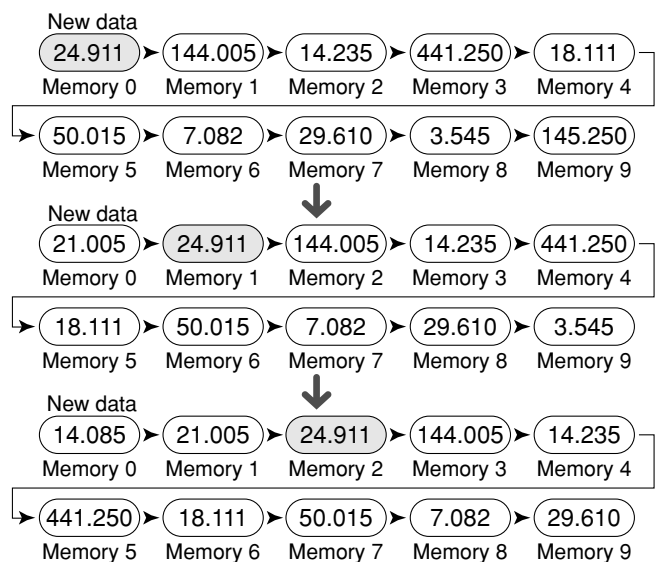 New data
24.911 144.005 14.235 441.250 18.111
Memory 0 Memory 1 Memory 2 Memory 3 Memory 4
50.015 7.082 29.610 3.545 145.250
Memory 5 Memory 6 Memory 7 Memory 8 Memory 9
New data
21.005 24.911 144.005 14.235 441.250
Memory 0 Memory 1 Memory 2 Memory 3 Memory 4
18.111 50.015 7.082 29.610 3.545
Memory 5 Memory 6 Memory 7 Memory 8 Memory 9
New data
14.085 21.005 24.911 144.005 14.235
Memory 0 Memory 1 Memory 2 Memory 3 Memory 4
441.250 18.111 50.015 7.082 29.610
Memory 5 Memory 6 Memory 7 Memory 8 Memory 9